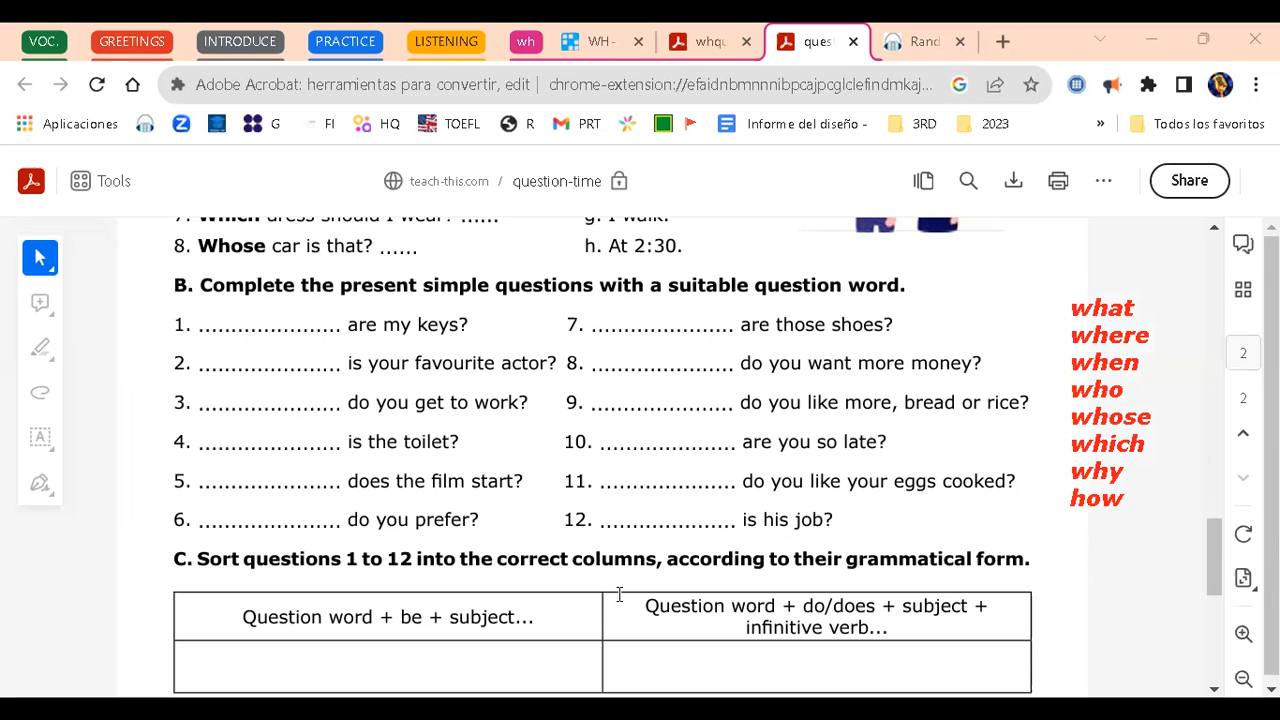 VOC. GREETINGS INTRODUCE PRACTICE LISTENING wh WH- whqu ques Rand
Adobe Acrobat: herramientas para convertir, edit | chrome-extension://efaidnbmnnnibpcajpcglclefindmkaj...
Aplicaciones G FI HQ TOEFL R PRT Informe del diseño - 3RD 2023 » Todos los favoritos
Tools teach-this.com / question-time Share
7. Which dress should I wear? ...... g. I walk.
8. Whose car is that? ...... h. At 2:30.
B. Complete the present simple questions with a suitable question word.
1. ...................... are my keys? 7. ...................... are those shoes?
2. ...................... is your favourite actor? 8. ...................... do you want more money?
3. ...................... do you get to work? 9. ...................... do you like more, bread or rice?
4. ...................... is the toilet? 10. ..................... are you so late?
5. ...................... does the film start? 11. ..................... do you like your eggs cooked?
6. ...................... do you prefer? 12. ..................... is his job?
C. Sort questions 1 to 12 into the correct columns, according to their grammatical form.
Question word + be + subject...
Question word + do/does + subject +
infinitive verb...
what
where
when
who
whose
which
why
how
2
2